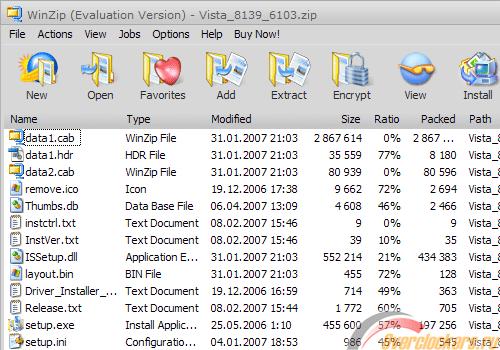 WinZip (Evaluation Version) - Vista_8139_6103.zip
File Actions View Jobs Options Help Buy Now!
New Open Favorites Add Extract Encrypt View Install
Name Type Modified Size Ratio Packed Path
data1.cab WinZip File 31.01.2007 21:03 2 867 614 0% 2 867 ... Vista_8
data1.hdr HDR File 31.01.2007 21:03 35 559 77% 8 180 Vista_8
data2.cab WinZip File 31.01.2007 21:03 80 939 0% 80 596 Vista_8
remove.ico Icon 19.12.2006 17:38 9 662 72% 2 694 Vista_8
Thumbs.db Data Base File 06.04.2007 13:09 4 608 46% 2 466 Vista_8
instctrl.txt Text Document 08.02.2007 15:46 9 0% 9 Vista_8
InstVer.txt Text Document 08.02.2007 15:46 39 10% 35 Vista_8
ISSetup.dll Application E... 31.01.2007 21:03 552 214 21% 434 383 Vista_8
layout.bin BIN File 31.01.2007 21:03 455 72% 128 Vista_8
Driver_Installer_... Text Document 19.12.2006 17:38 714 49% 363 Vista_8
Release.txt Text Document 08.02.2007 15:44 1 772 60% 705 Vista_8
setup.exe Install Applic... 25.05.2006 1:10 455 600 57% 197 256 Vista_8
setup.ini Configuratio... 04.01.2007 18:53 986 45% 545 Vista_8